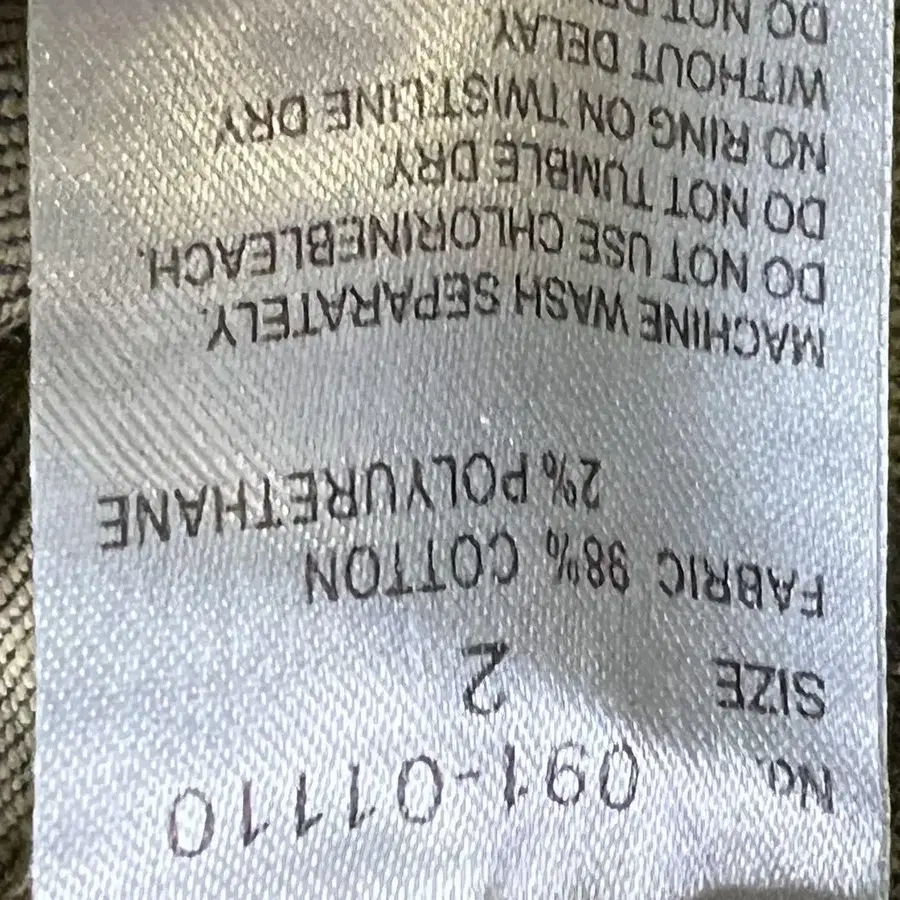 No. 091-01110
SIZE 2
FABRIC 98% COTTON
2% POLYURETHANE
MACHINE WASH SEPARATELY.
DO NOT USE CHLORINEBLEACH.
DO NOT TUMBLE DRY.
NO RING ON TWIST.LINE DRY
WITHOUT DELAY.
DO NOT